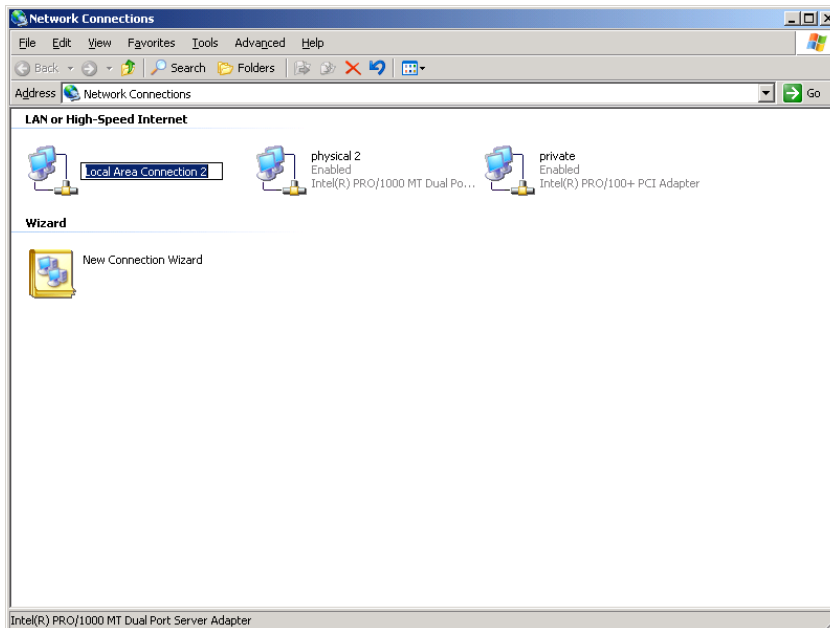 Network Connections
File Edit View Favorites Tools Advanced Help
Back Search Folders
Address Network Connections Go
LAN or High-Speed Internet
Local Area Connection 2
physical 2
Enabled
Intel(R) PRO/1000 MT Dual Po...
private
Enabled
Intel(R) PRO/100+ PCI Adapter
Wizard
New Connection Wizard
Intel(R) PRO/1000 MT Dual Port Server Adapter